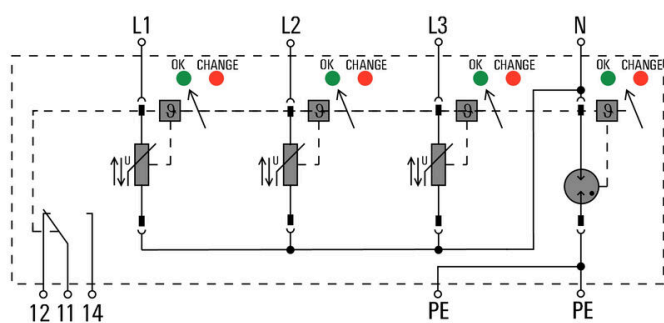 L1 L2 L3 N
OK CHANGE OK CHANGE OK CHANGE OK CHANGE
ϑ ϑ ϑ ϑ
U U U
12 11 14 PE PE